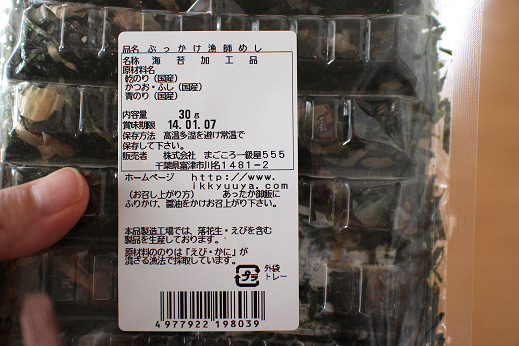 品名 ぶっかけ漁師めし
名称 海苔加工品
原材料名
乾のり(国産)
かつお・ふし(国産)
青のり(国産)
内容量 30g
賞味期限 14.01.07
保存方法 高温多湿を避け常温で
保存して下さい。
販売者 株式会社 まごころ一級屋555
千葉県富津市川名1481-2
ホームページ http://www.
ikkyuuya.com
(お召し上がり方) あったか御飯に
ふりかけ、醤油をかけお召上がり下さい。
本品製造工場では、落花生・えびを含む
製品を生産しております。
原材料ののりは「えび・かに」が
混ざる漁法で採取しています。
プラ
外袋
トレー
4977922 198039